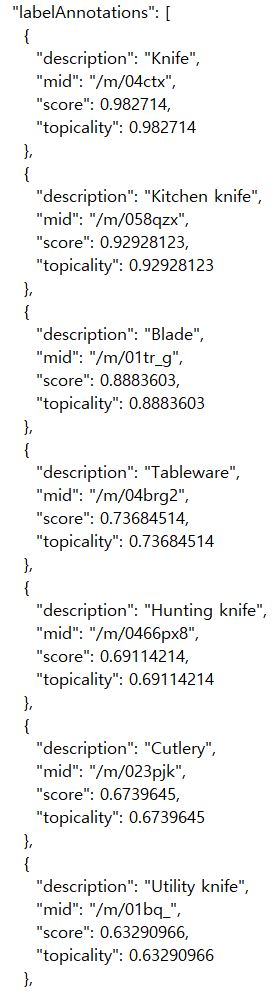 "labelAnnotations": [
{
"description": "Knife",
"mid": "/m/04ctx",
"score": 0.982714,
"topicality": 0.982714
},
{
"description": "Kitchen knife",
"mid": "/m/058qzx",
"score": 0.92928123,
"topicality": 0.92928123
},
{
"description": "Blade",
"mid": "/m/01tr_g",
"score": 0.8883603,
"topicality": 0.8883603
},
{
"description": "Tableware",
"mid": "/m/04brg2",
"score": 0.73684514,
"topicality": 0.73684514
},
{
"description": "Hunting knife",
"mid": "/m/0466px8",
"score": 0.69114214,
"topicality": 0.69114214
},
{
"description": "Cutlery",
"mid": "/m/023pjk",
"score": 0.6739645,
"topicality": 0.6739645
},
{
"description": "Utility knife",
"mid": "/m/01bq_",
"score": 0.63290966,
"topicality": 0.63290966
},